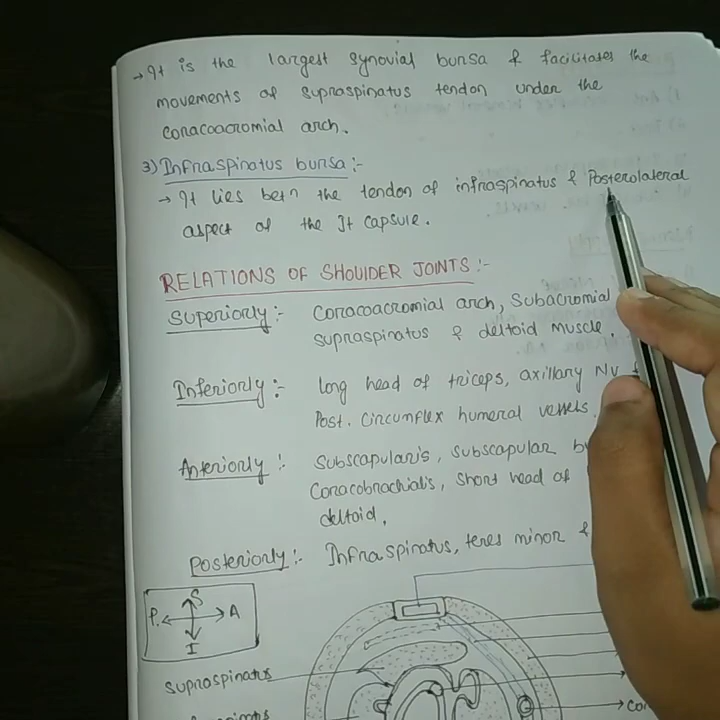 → It is the largest synovial bursa & facilitates the
movements of supraspinatus tendon under the
coracoacromial arch.
3) Infraspinatus bursa:-
→ It lies betn the tendon of infraspinatus & Posterolateral
aspect of the Jt capsule.
RELATIONS OF SHOULDER JOINTS:-
Superiorly:- Coracoacromial arch, Subacromial
supraspinatus & deltoid Muscle.
Inferiorly:- long head of triceps, axillary Nv &
Post. Circumflex humeral vessels.
Anteriorly:- Subscapularis, subscapular
Coracobrachialis, Short head of
deltoid.
Posteriorly:- Infraspinatus, teres minor &
S
P. A
I
supraspinatus